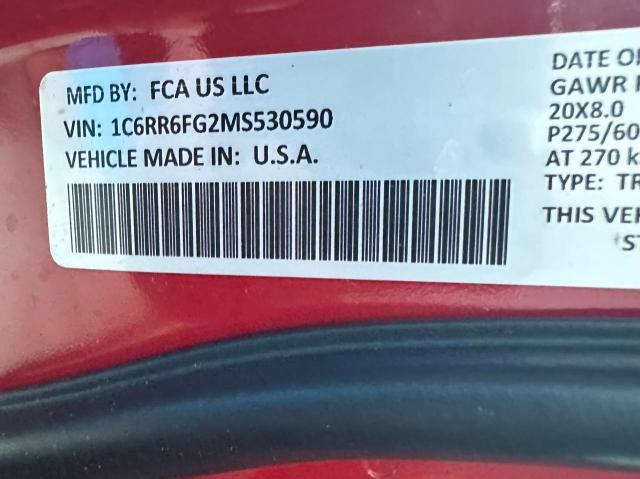 MFD BY: FCA US LLC
VIN: 1C6RR6FG2MS530590
VEHICLE MADE IN: U.S.A.
DATE O
GAWR
20X8.0
P275/60
AT 270 k
TYPE: TR
THIS VE